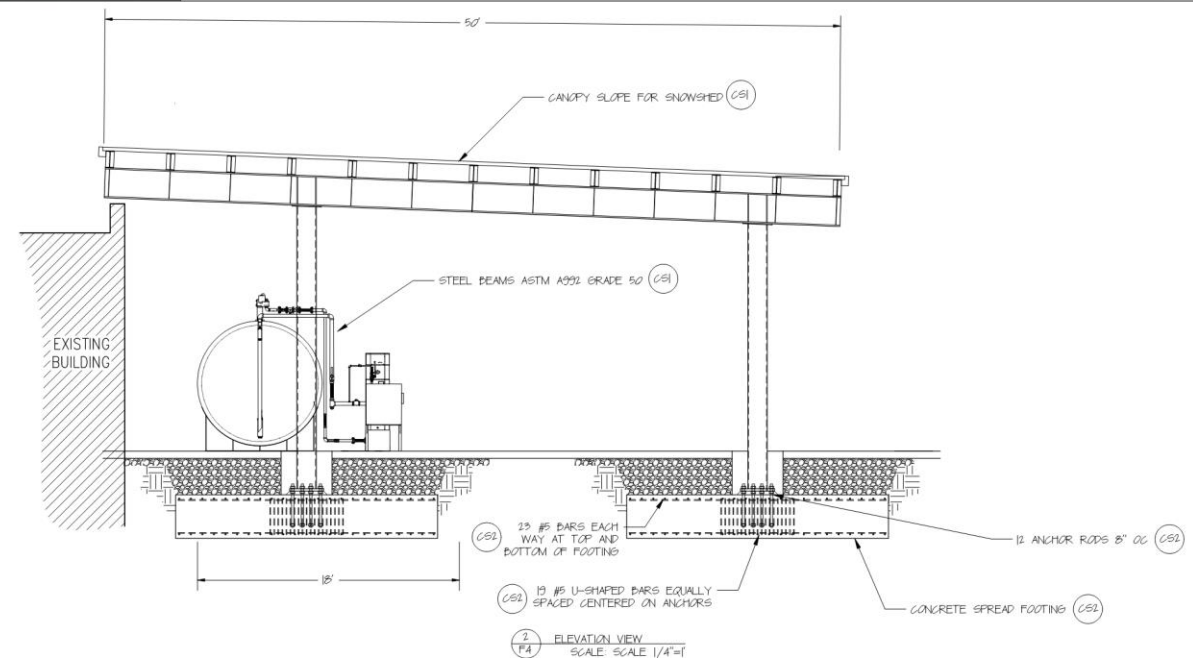 50'
CANOPY SLOPE FOR SNOWSHED CS1
STEEL BEAMS ASTM A992 GRADE 50 CS1
EXISTING
BUILDING
23 #5 BARS EACH
CS2 WAY AT TOP AND
BOTTOM OF FOOTING
12 ANCHOR RODS 8" OC CS2
18'
CS2 19 #5 U-SHAPED BARS EQUALLY
SPACED CENTERED ON ANCHORS
CONCRETE SPREAD FOOTING CS2
2 ELEVATION VIEW
F4 SCALE: SCALE 1/4"=1'